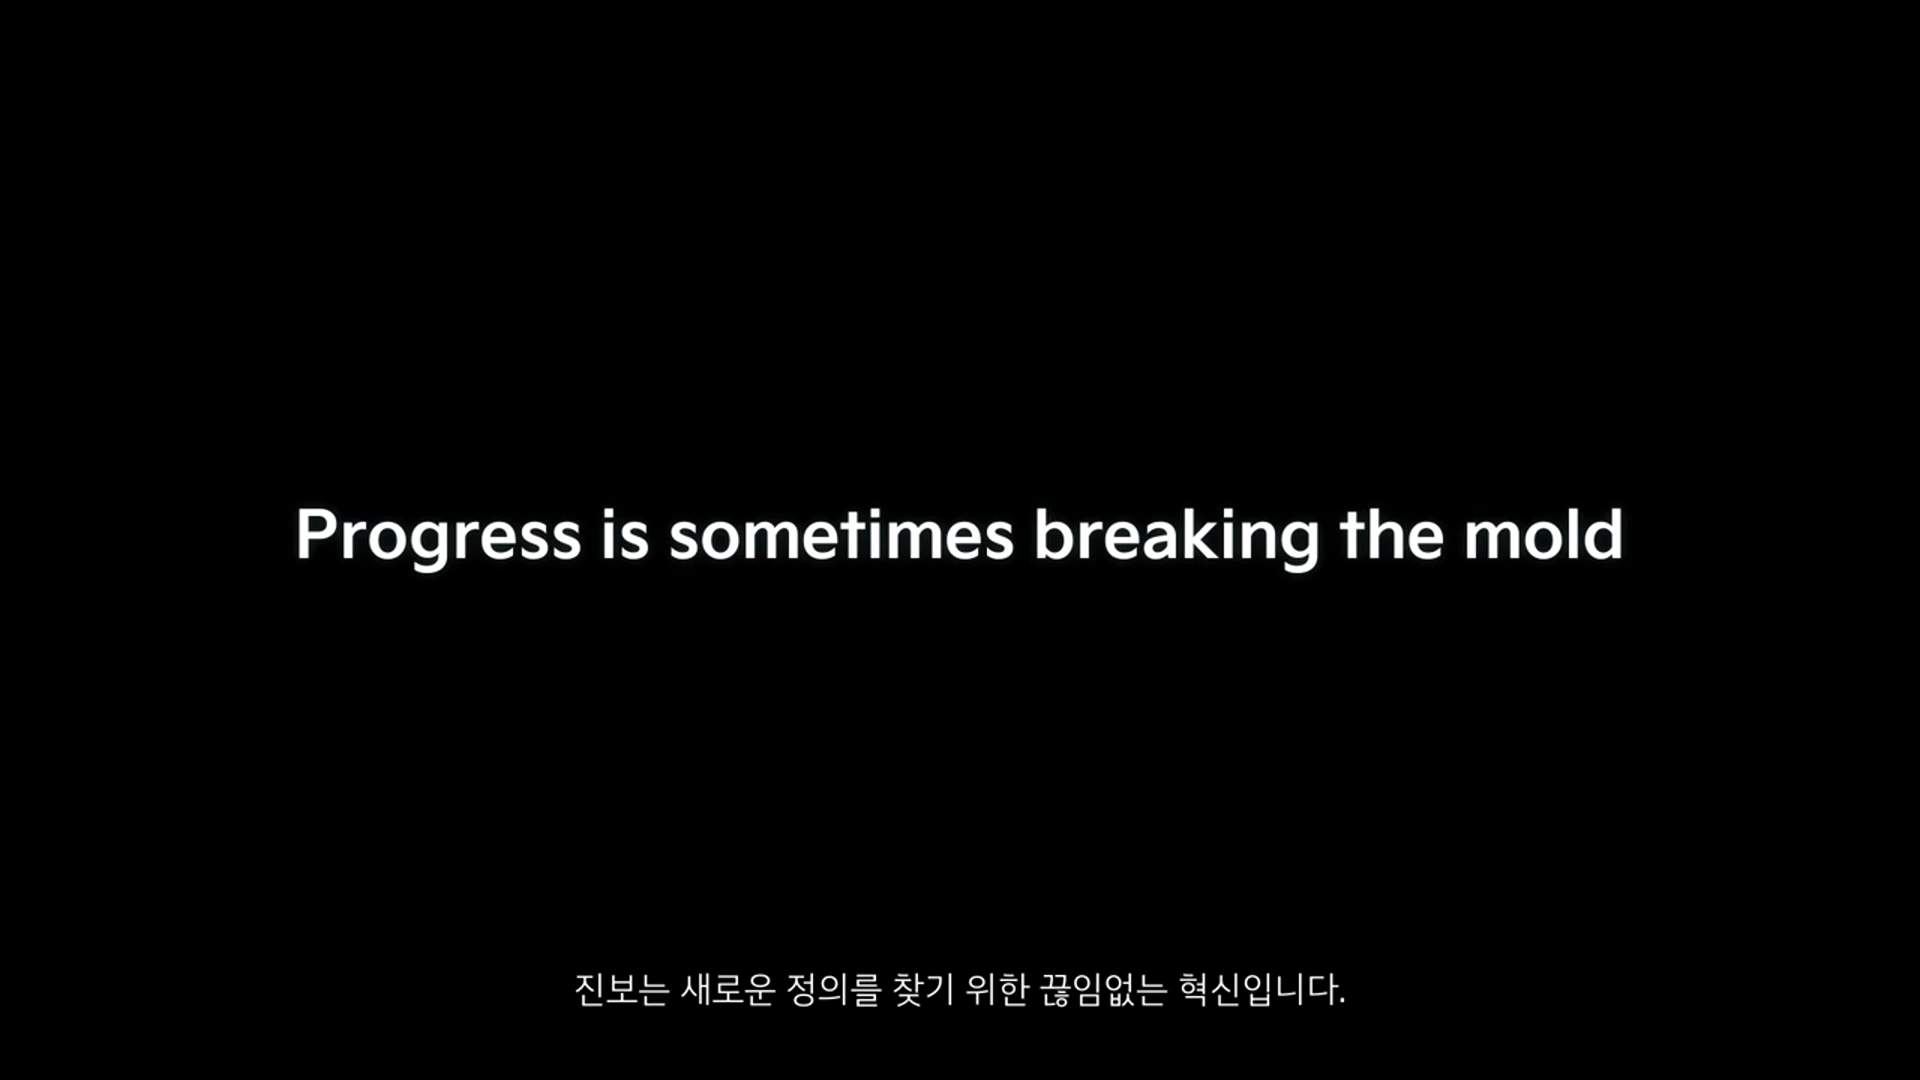 Progress is sometimes breaking the mold
진보는 새로운 정의를 찾기 위한 끊임없는 혁신입니다.